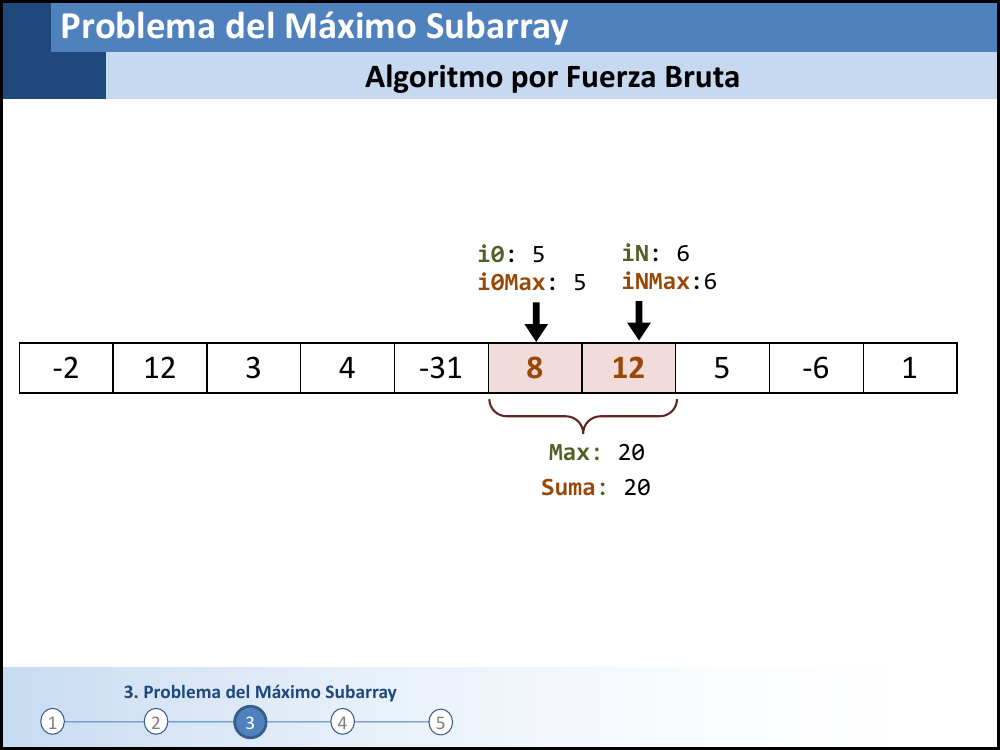 Problema del Máximo Subarray
Algoritmo por Fuerza Bruta
i0: 5 iN: 6
i0Max: 5 iNMax:6
-2 12 3 4 -31 8 12 5 -6 1
Max: 20
Suma: 20
3. Problema del Máximo Subarray
1 2 3 4 5